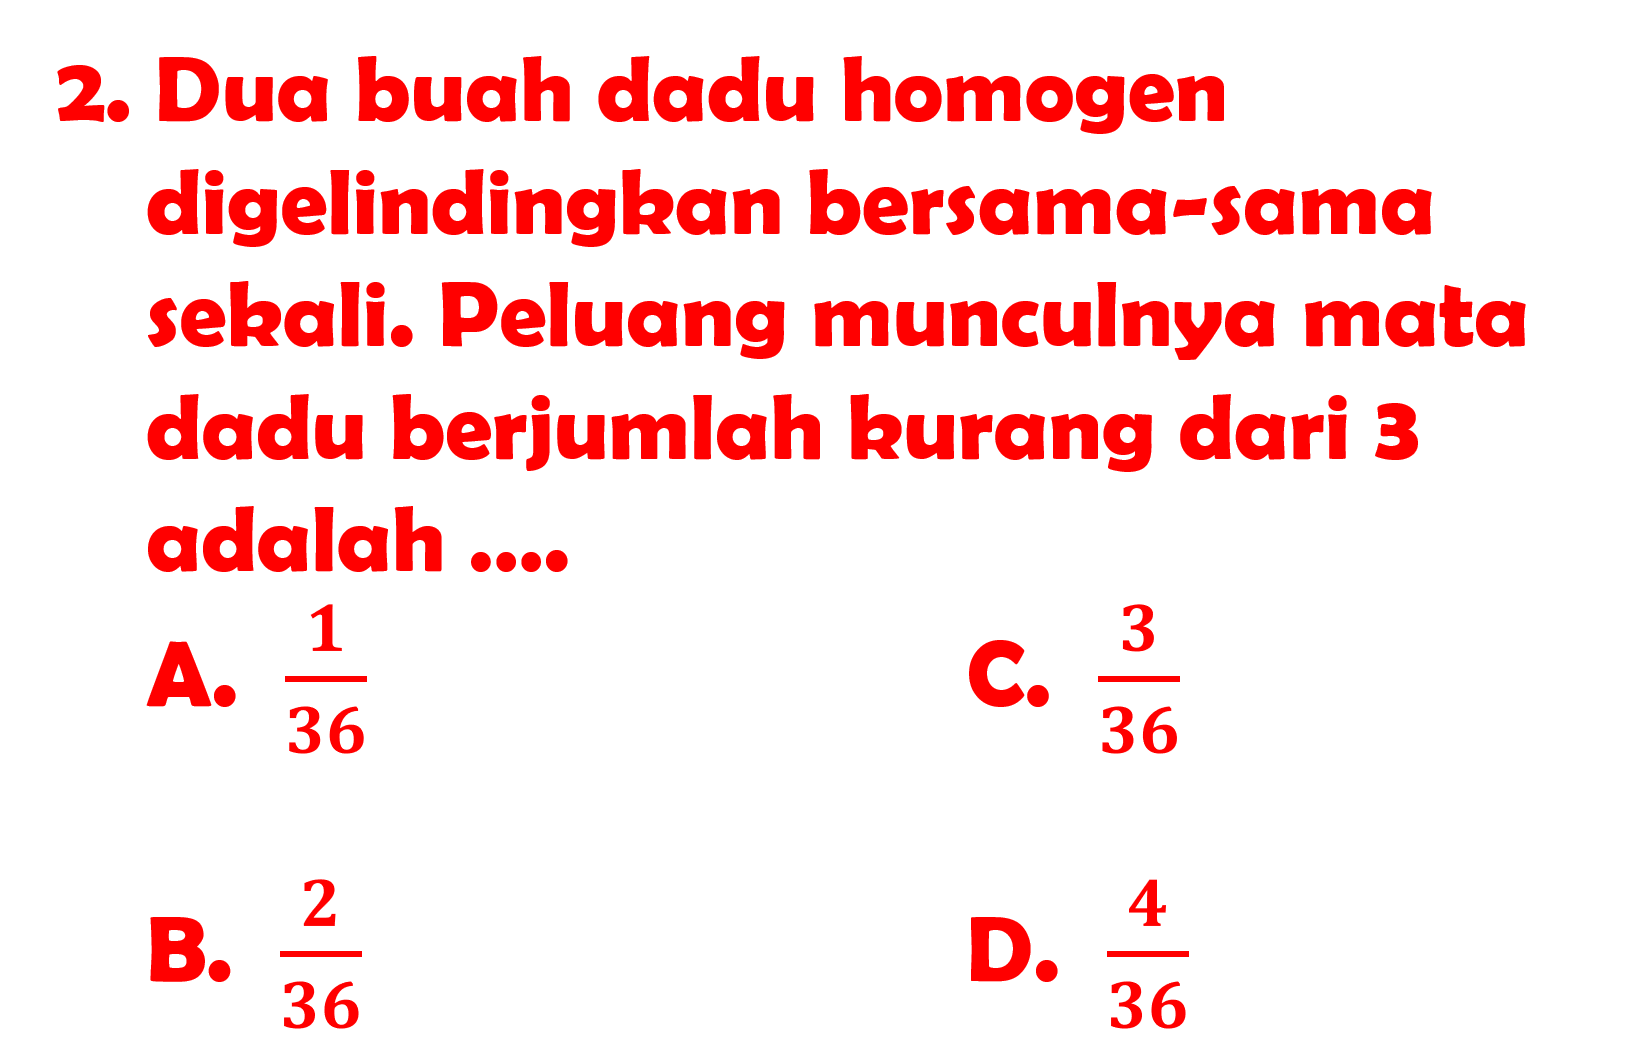 2. Dua buah dadu homogen
digelindingkan bersama-sama
sekali. Peluang munculnya mata
dadu berjumlah kurang dari 3
adalah ....
A. 1/36 C. 3/36
B. 2/36 D. 4/36